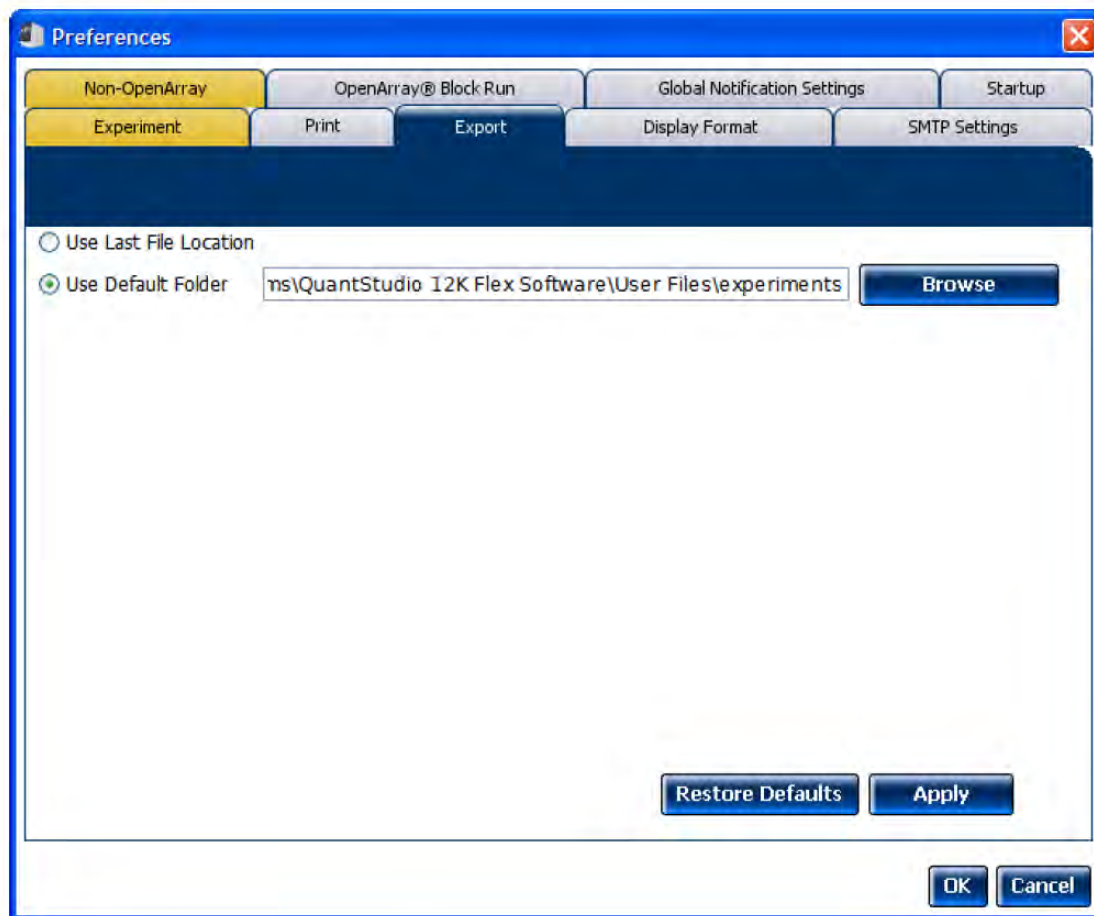 Preferences
Non-OpenArray OpenArray® Block Run Global Notification Settings Startup
Experiment Print Export Display Format SMTP Settings
Use Last File Location
Use Default Folder ns\QuantStudio 12K Flex Software\User Files\experiments Browse
Restore Defaults Apply
OK Cancel